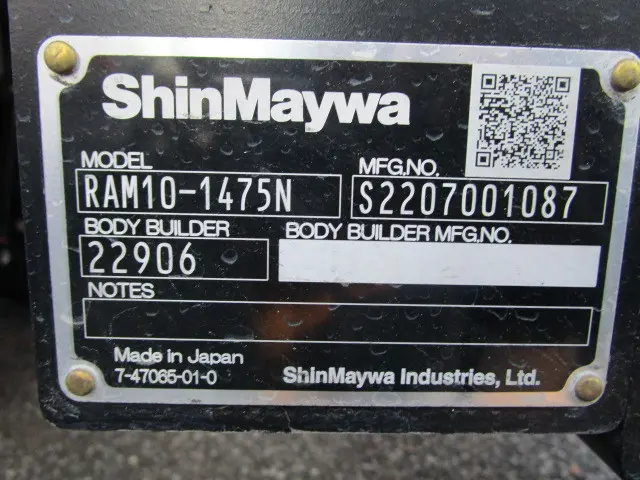 ShinMaywa
MODEL MFG.NO.
RAM10-1475N S2207001087
BODY BUILDER BODY BUILDER MFG.NO.
22906
NOTES
Made in Japan
7-47065-01-0 ShinMaywa Industries, Ltd.